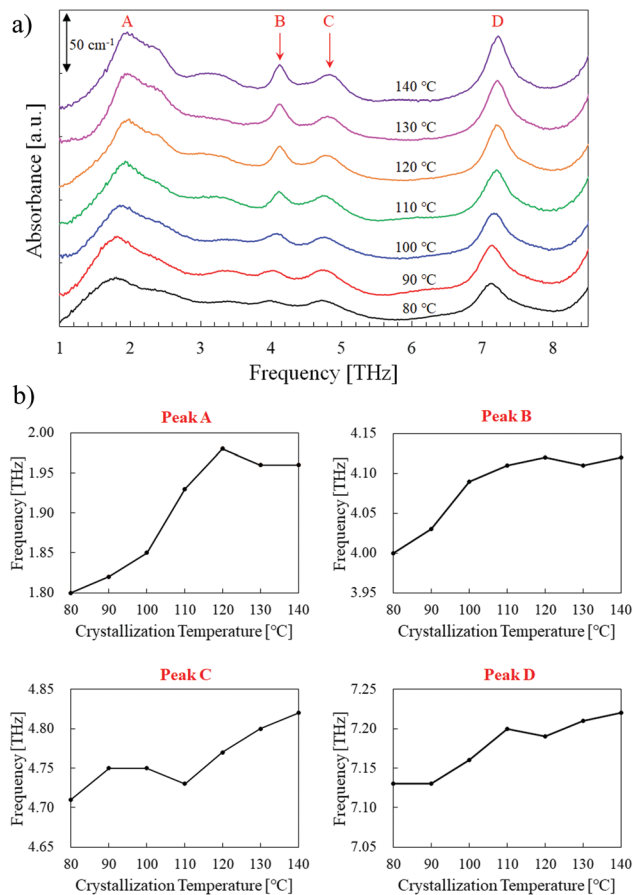 a)
50 cm⁻¹
A
B
C
D
140 °C
130 °C
120 °C
110 °C
100 °C
90 °C
80 °C
Absorbance [a.u.]
1 2 3 4 5 6 7 8
Frequency [THz]
b)
Peak A
2.00
1.95
1.90
1.85
1.80
Frequency [THz]
80 90 100 110 120 130 140
Crystallization Temperature [°C]
Peak B
4.15
4.10
4.05
4.00
3.95
Frequency [THz]
80 90 100 110 120 130 140
Crystallization Temperature [°C]
Peak C
4.85
4.80
4.75
4.70
4.65
Frequency [THz]
80 90 100 110 120 130 140
Crystallization Temperature [°C]
Peak D
7.25
7.20
7.15
7.10
7.05
Frequency [THz]
80 90 100 110 120 130 140
Crystallization Temperature [°C]